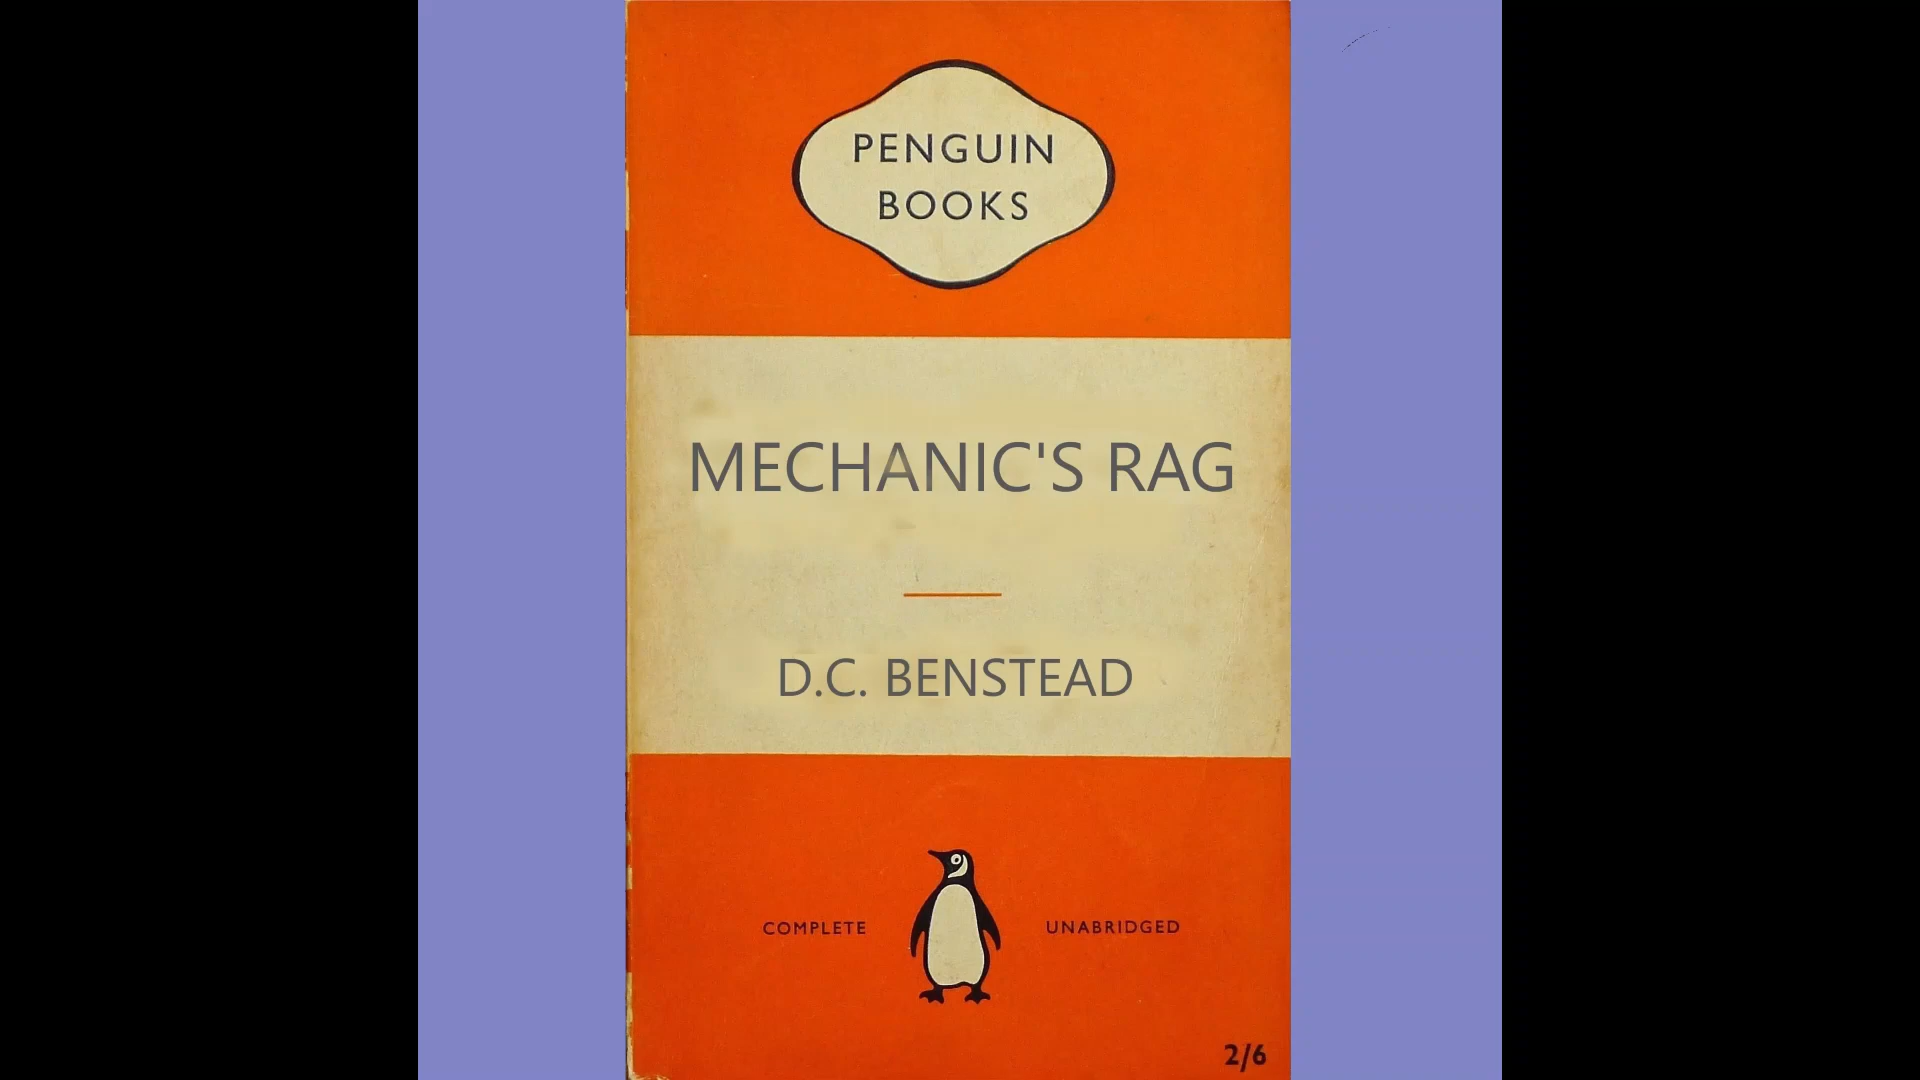 PENGUIN
BOOKS
MECHANIC'S RAG
D.C. BENSTEAD
COMPLETE UNABRIDGED
2/6